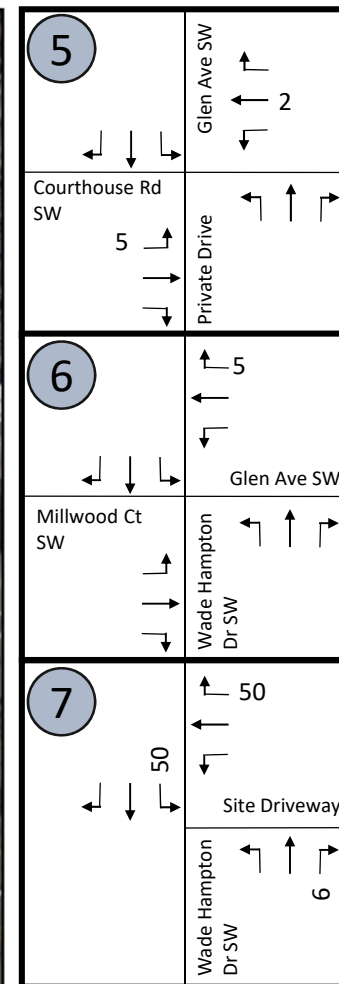 5
Glen Ave SW
2
Courthouse Rd
SW
5
Private Drive
6
5
Glen Ave SW
Millwood Ct
SW
Wade Hampton
Dr SW
7
50
50
Site Driveway
Wade Hampton
Dr SW
6